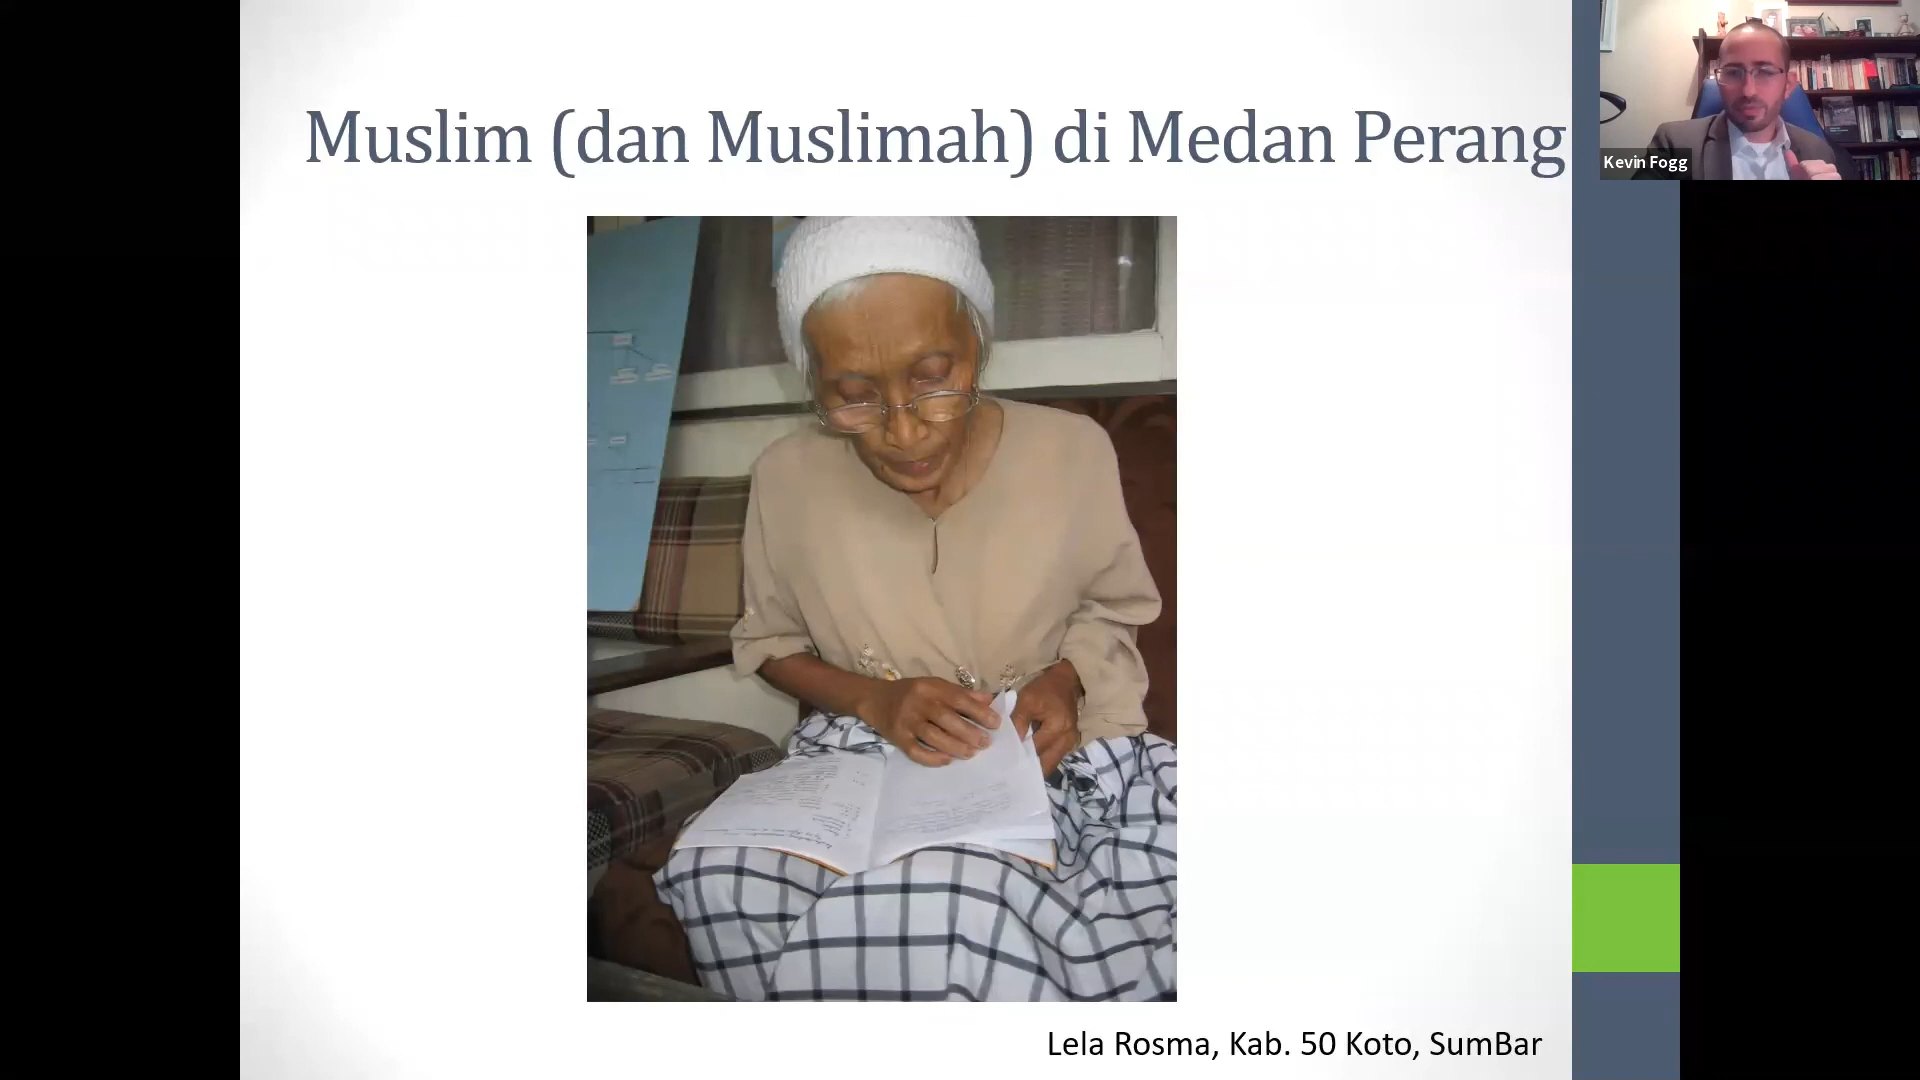 Muslim (dan Muslimah) di Medan Perang
Kevin Fogg
Lela Rosma, Kab. 50 Koto, SumBar